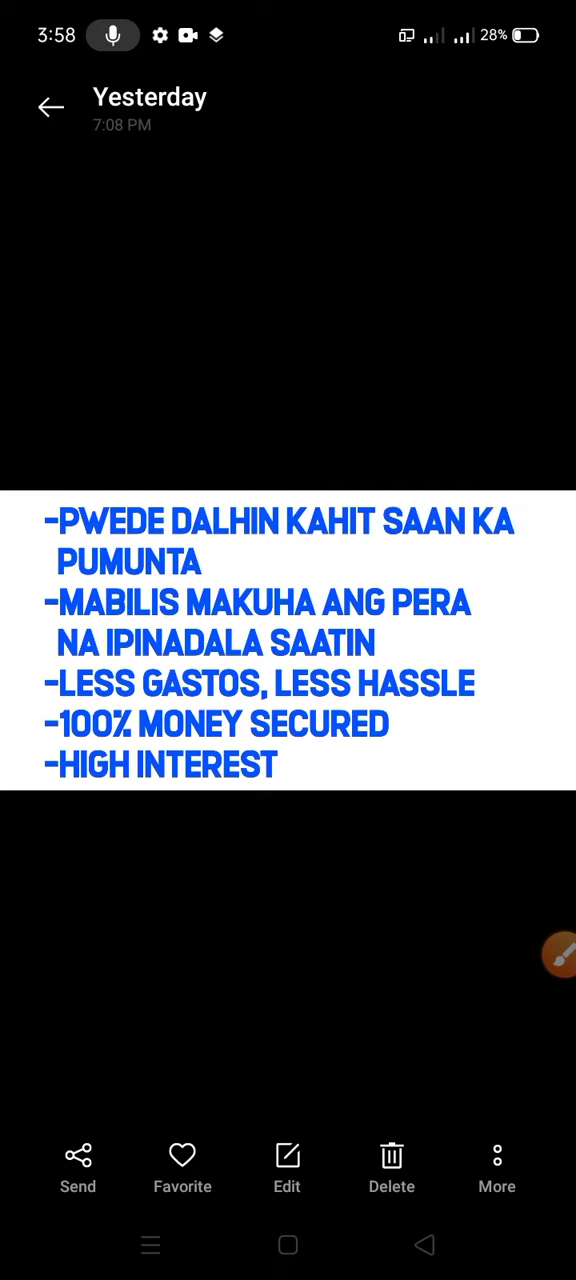 3:58
28%
Yesterday
7:08 PM
-PWEDE DALHIN KAHIT SAAN KA
PUMUNTA
-MABILIS MAKUHA ANG PERA
NA IPINADALA SAATIN
-LESS GASTOS, LESS HASSLE
-100% MONEY SECURED
-HIGH INTEREST
Send Favorite Edit Delete More